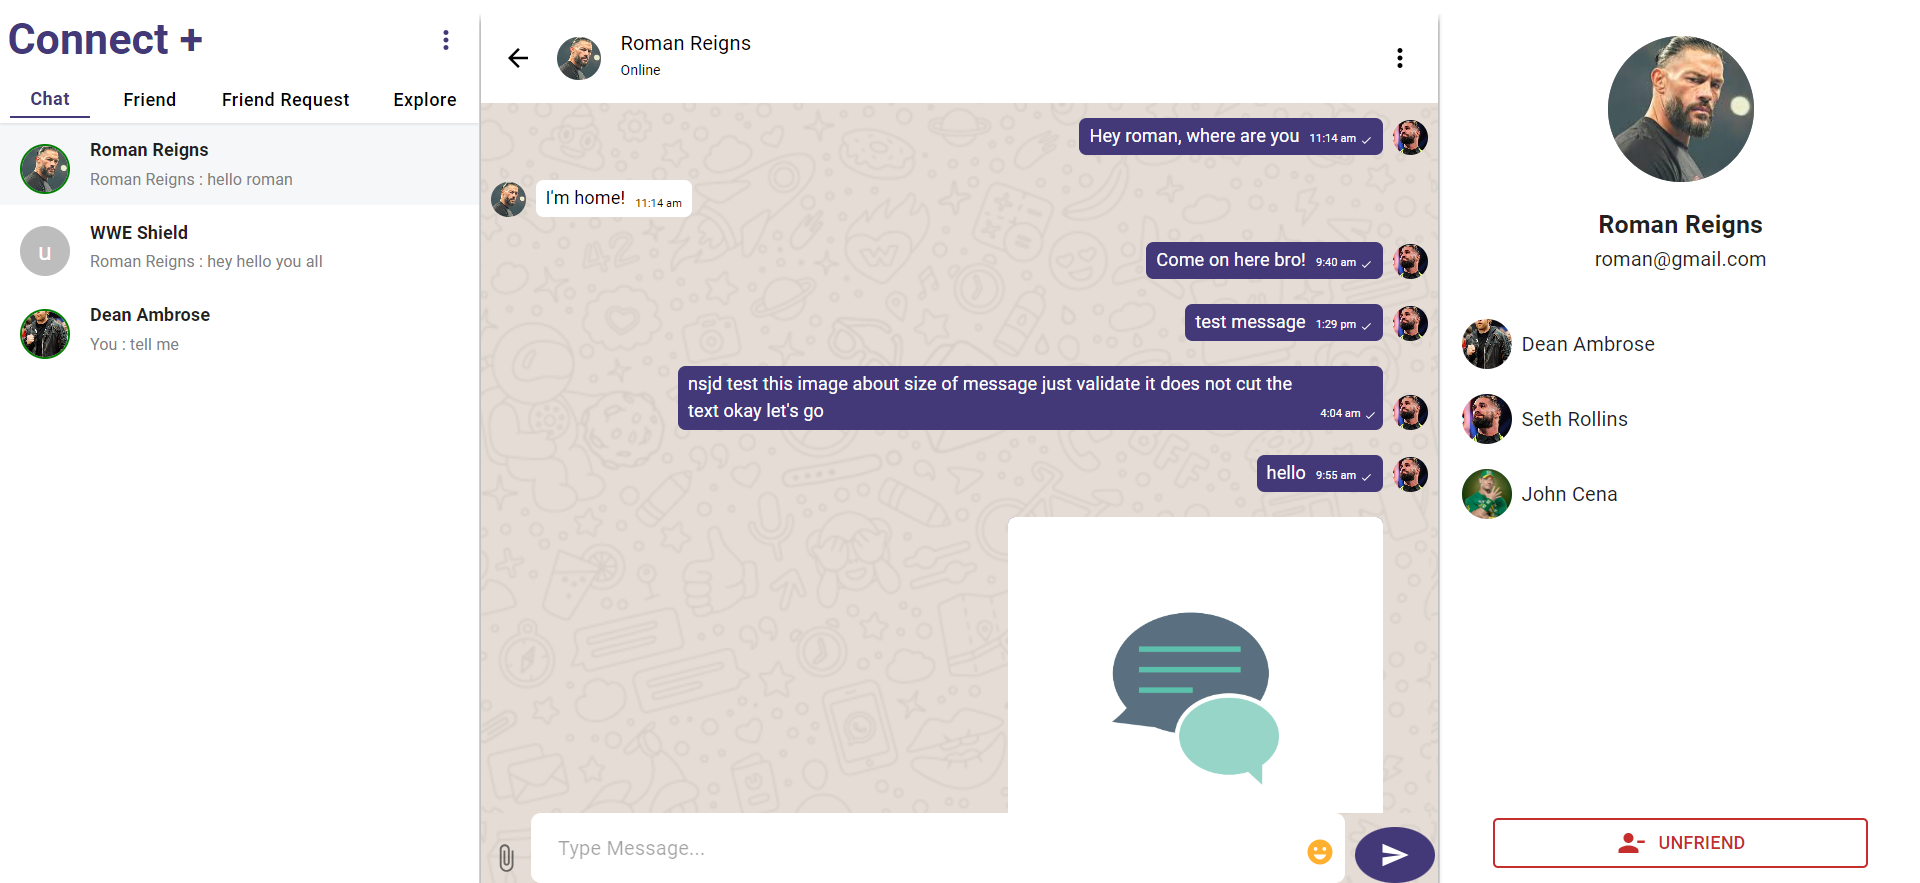 Connect +
Chat
Friend
Friend Request
Explore
Roman Reigns
Roman Reigns : hello roman
u
WWE Shield
Roman Reigns : hey hello you all
Dean Ambrose
You : tell me
Roman Reigns
Online
Hey roman, where are you 11:14 am
I'm home! 11:14 am
Come on here bro! 9:40 am
test message 1:29 pm
nsjd test this image about size of message just validate it does not cut the
text okay let's go 4:04 am
hello 9:55 am
Type Message...
Roman Reigns
roman@gmail.com
Dean Ambrose
Seth Rollins
John Cena
UNFRIEND